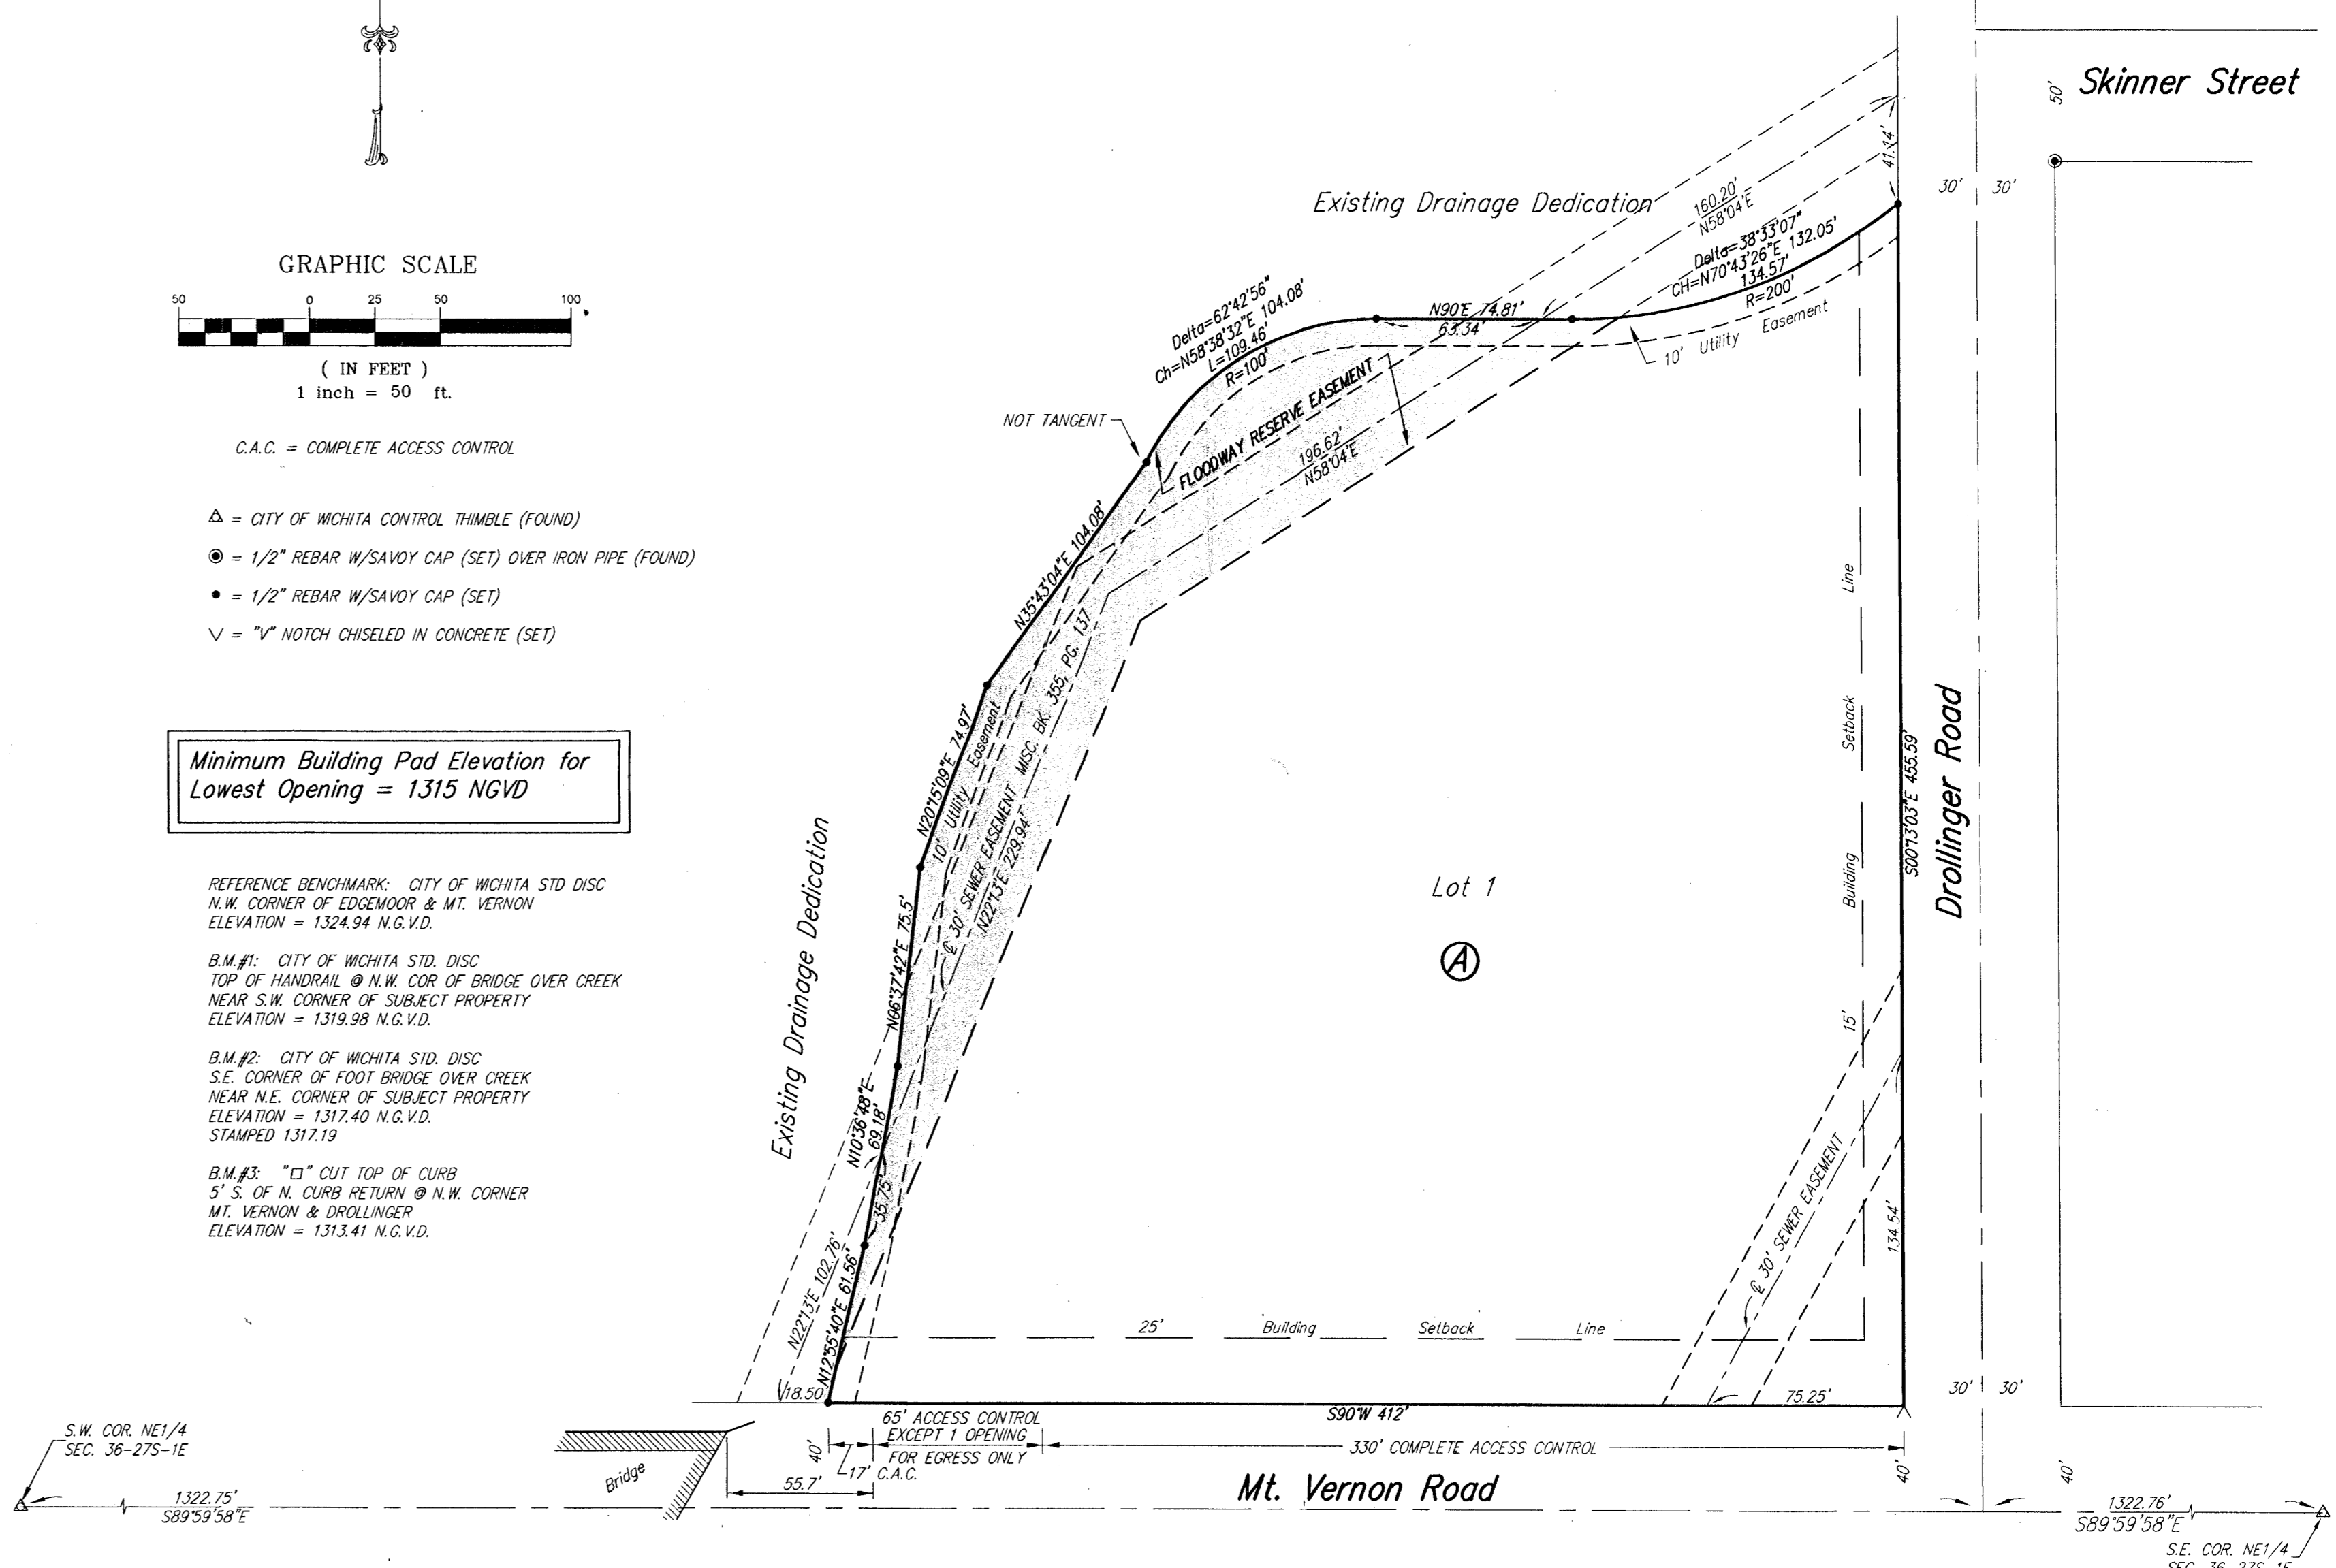 Skinner Street
50'
41.14'
30'
30'
Existing Drainage Dedication
160.20'
N58°04'E
Delta=38°33'07"
CH=N70°43'26"E 132.05'
134.57'
R=200'
GRAPHIC SCALE
50 0 25 50 100
( IN FEET )
1 inch = 50 ft.
Delta=62°42'56"
Ch=N58°38'32"E 104.08'
L=109.46'
R=100'
N90°E 74.81'
63.34'
10' Utility Easement
FLOODWAY RESERVE EASEMENT
NOT TANGENT
196.62'
N58°04'E
C.A.C. = COMPLETE ACCESS CONTROL
= CITY OF WICHITA CONTROL THIMBLE (FOUND)
= 1/2" REBAR W/SAVOY CAP (SET) OVER IRON PIPE (FOUND)
• = 1/2" REBAR W/SAVOY CAP (SET)
V = "V" NOTCH CHISELED IN CONCRETE (SET)
N35°43'04"E 104.08'
Minimum Building Pad Elevation for
Lowest Opening = 1315 NGVD
N20°15'09"E 74.97'
10' Utility Easement
℄ 30' SEWER EASEMENT MISC. BK. 355, PG. 137
N22°13'E 229.94'
15' Building Setback Line
S00°13'03"E 455.59'
Drollinger Road
Lot 1
A
Existing Drainage Dedication
N06°37'42"E 75.5'
REFERENCE BENCHMARK: CITY OF WICHITA STD DISC
N.W. CORNER OF EDGEMOOR & MT. VERNON
ELEVATION = 1324.94 N.G.V.D.
B.M.#1: CITY OF WICHITA STD. DISC
TOP OF HANDRAIL @ N.W. COR OF BRIDGE OVER CREEK
NEAR S.W. CORNER OF SUBJECT PROPERTY
ELEVATION = 1319.98 N.G.V.D.
B.M.#2: CITY OF WICHITA STD. DISC
S.E. CORNER OF FOOT BRIDGE OVER CREEK
NEAR N.E. CORNER OF SUBJECT PROPERTY
ELEVATION = 1317.40 N.G.V.D.
STAMPED 1317.19
B.M.#3: "□" CUT TOP OF CURB
5' S. OF N. CURB RETURN @ N.W. CORNER
MT. VERNON & DROLLINGER
ELEVATION = 1313.41 N.G.V.D.
N10°36'48"E
69.18'
35.75'
N22°13'E 102.76'
N12°55'40"E 61.56'
℄ 30' SEWER EASEMENT
134.54'
25' Building Setback Line
18.50
75.25'
30'
30'
S90°W 412'
65' ACCESS CONTROL
EXCEPT 1 OPENING
FOR EGRESS ONLY
40'
17' C.A.C.
55.7'
330' COMPLETE ACCESS CONTROL
40'
40'
Bridge
Mt. Vernon Road
S.W. COR. NE1/4
SEC. 36-27S-1E
1322.75'
S89°59'58"E
1322.76'
S89°59'58"E
S.E. COR. NE1/4
SEC. 36-27S-1E